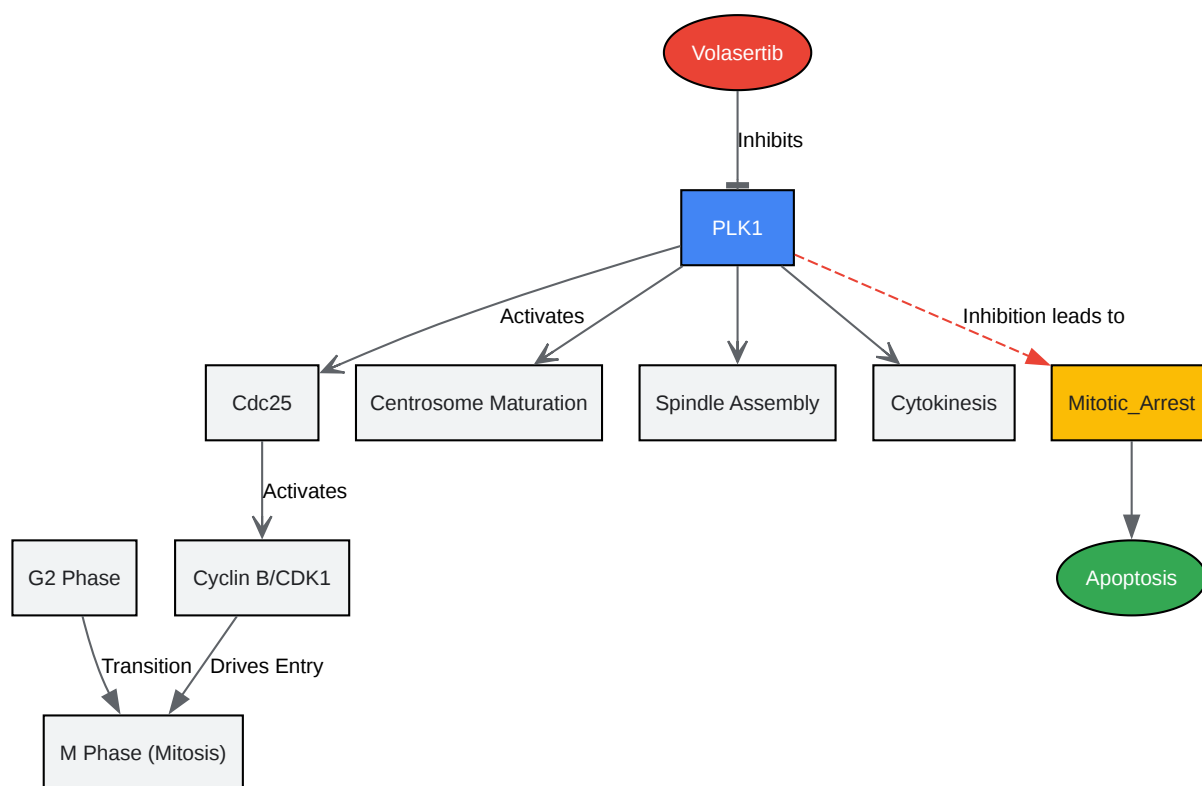 Volasertib
Inhibits
PLK1
Activates
Inhibition leads to
Cdc25
Centrosome Maturation
Spindle Assembly
Cytokinesis
Mitotic_Arrest
Activates
G2 Phase
Cyclin B/CDK1
Apoptosis
Transition
Drives Entry
M Phase (Mitosis)